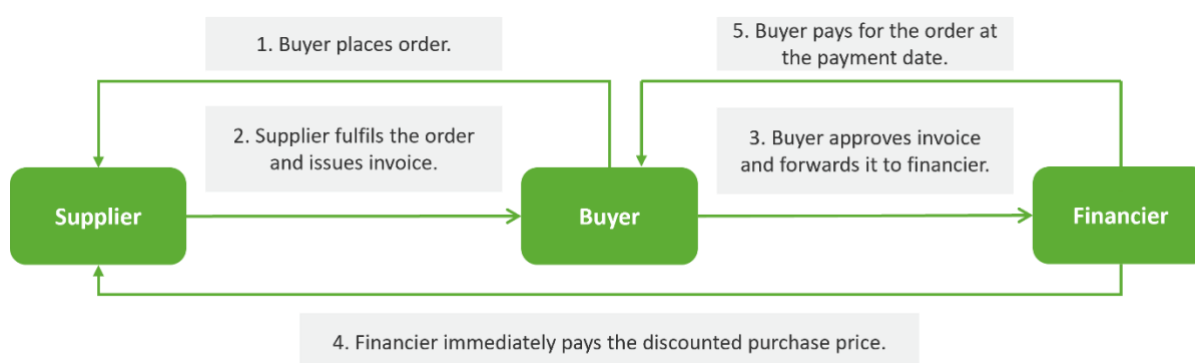 1. Buyer places order.
5. Buyer pays for the order at
the payment date.
2. Supplier fulfils the order
and issues invoice.
3. Buyer approves invoice
and forwards it to financier.
Supplier
Buyer
Financier
4. Financier immediately pays the discounted purchase price.